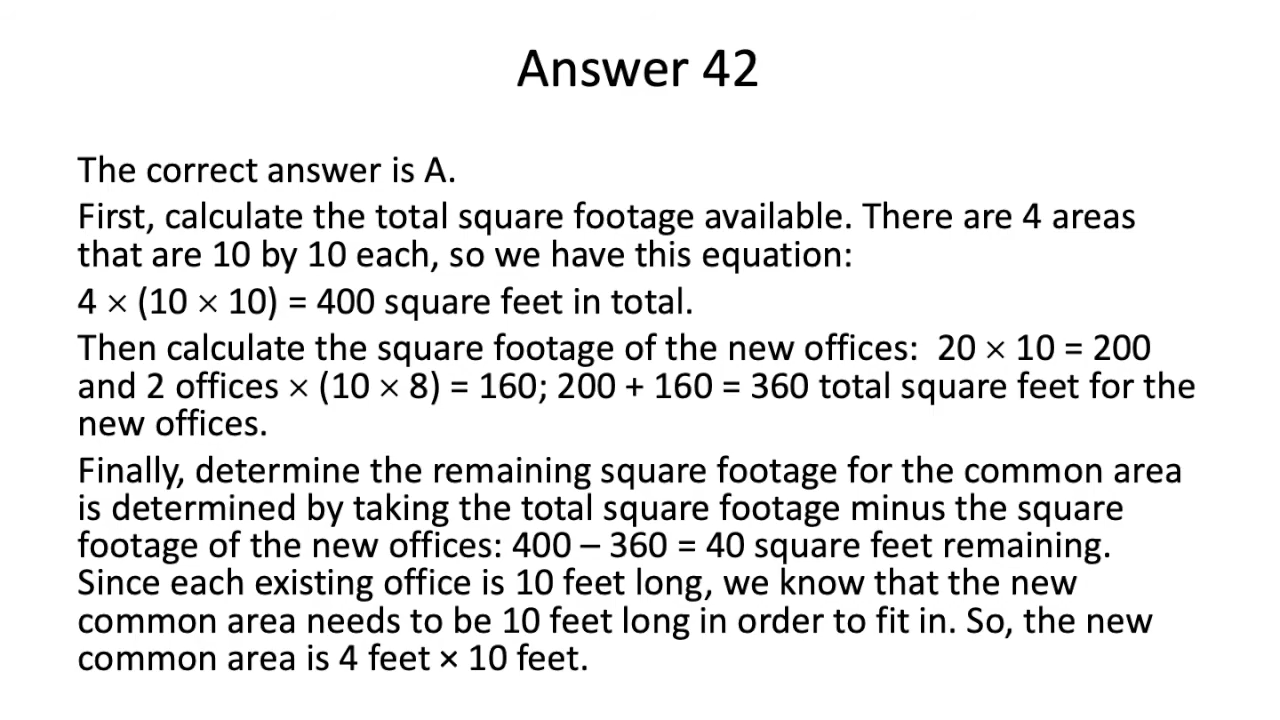 Answer 42
The correct answer is A.
First, calculate the total square footage available. There are 4 areas
that are 10 by 10 each, so we have this equation:
4 × (10 × 10) = 400 square feet in total.
Then calculate the square footage of the new offices:  20 × 10 = 200
and 2 offices × (10 × 8) = 160; 200 + 160 = 360 total square feet for the
new offices.
Finally, determine the remaining square footage for the common area
is determined by taking the total square footage minus the square
footage of the new offices: 400 – 360 = 40 square feet remaining.
Since each existing office is 10 feet long, we know that the new
common area needs to be 10 feet long in order to fit in. So, the new
common area is 4 feet × 10 feet.